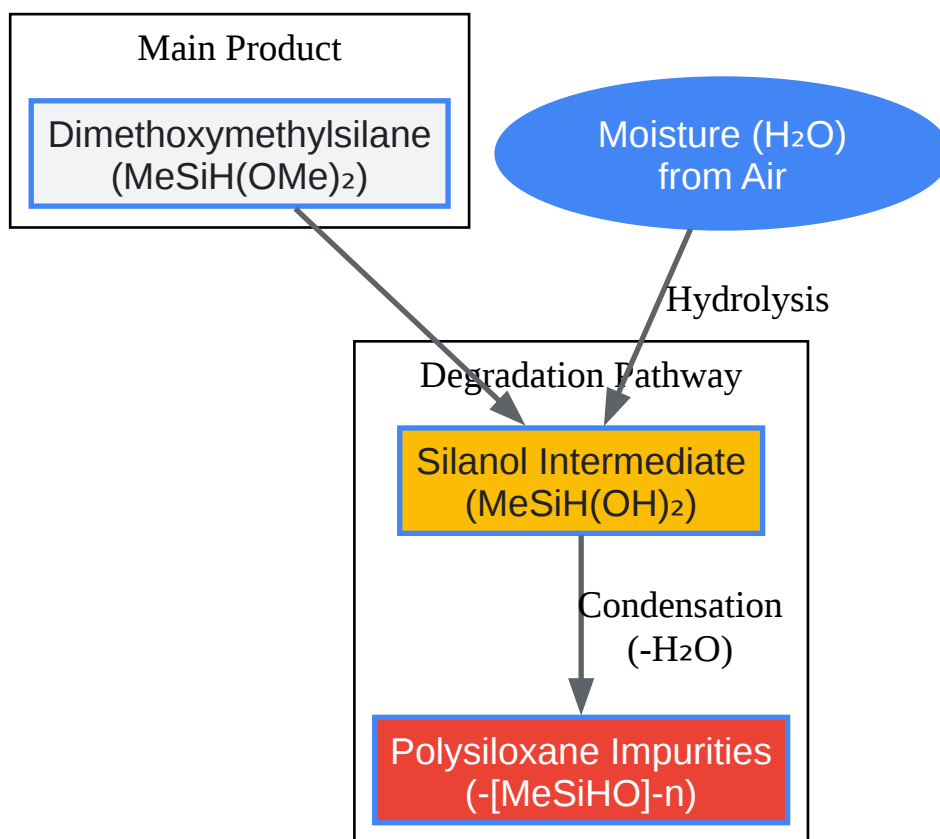 Main Product
Dimethoxymethylsilane
(MeSiH(OMe)₂)
Moisture (H₂O)
from Air
Hydrolysis
Degradation Pathway
Silanol Intermediate
(MeSiH(OH)₂)
Condensation
(-H₂O)
Polysiloxane Impurities
(-[MeSiHO]-n)